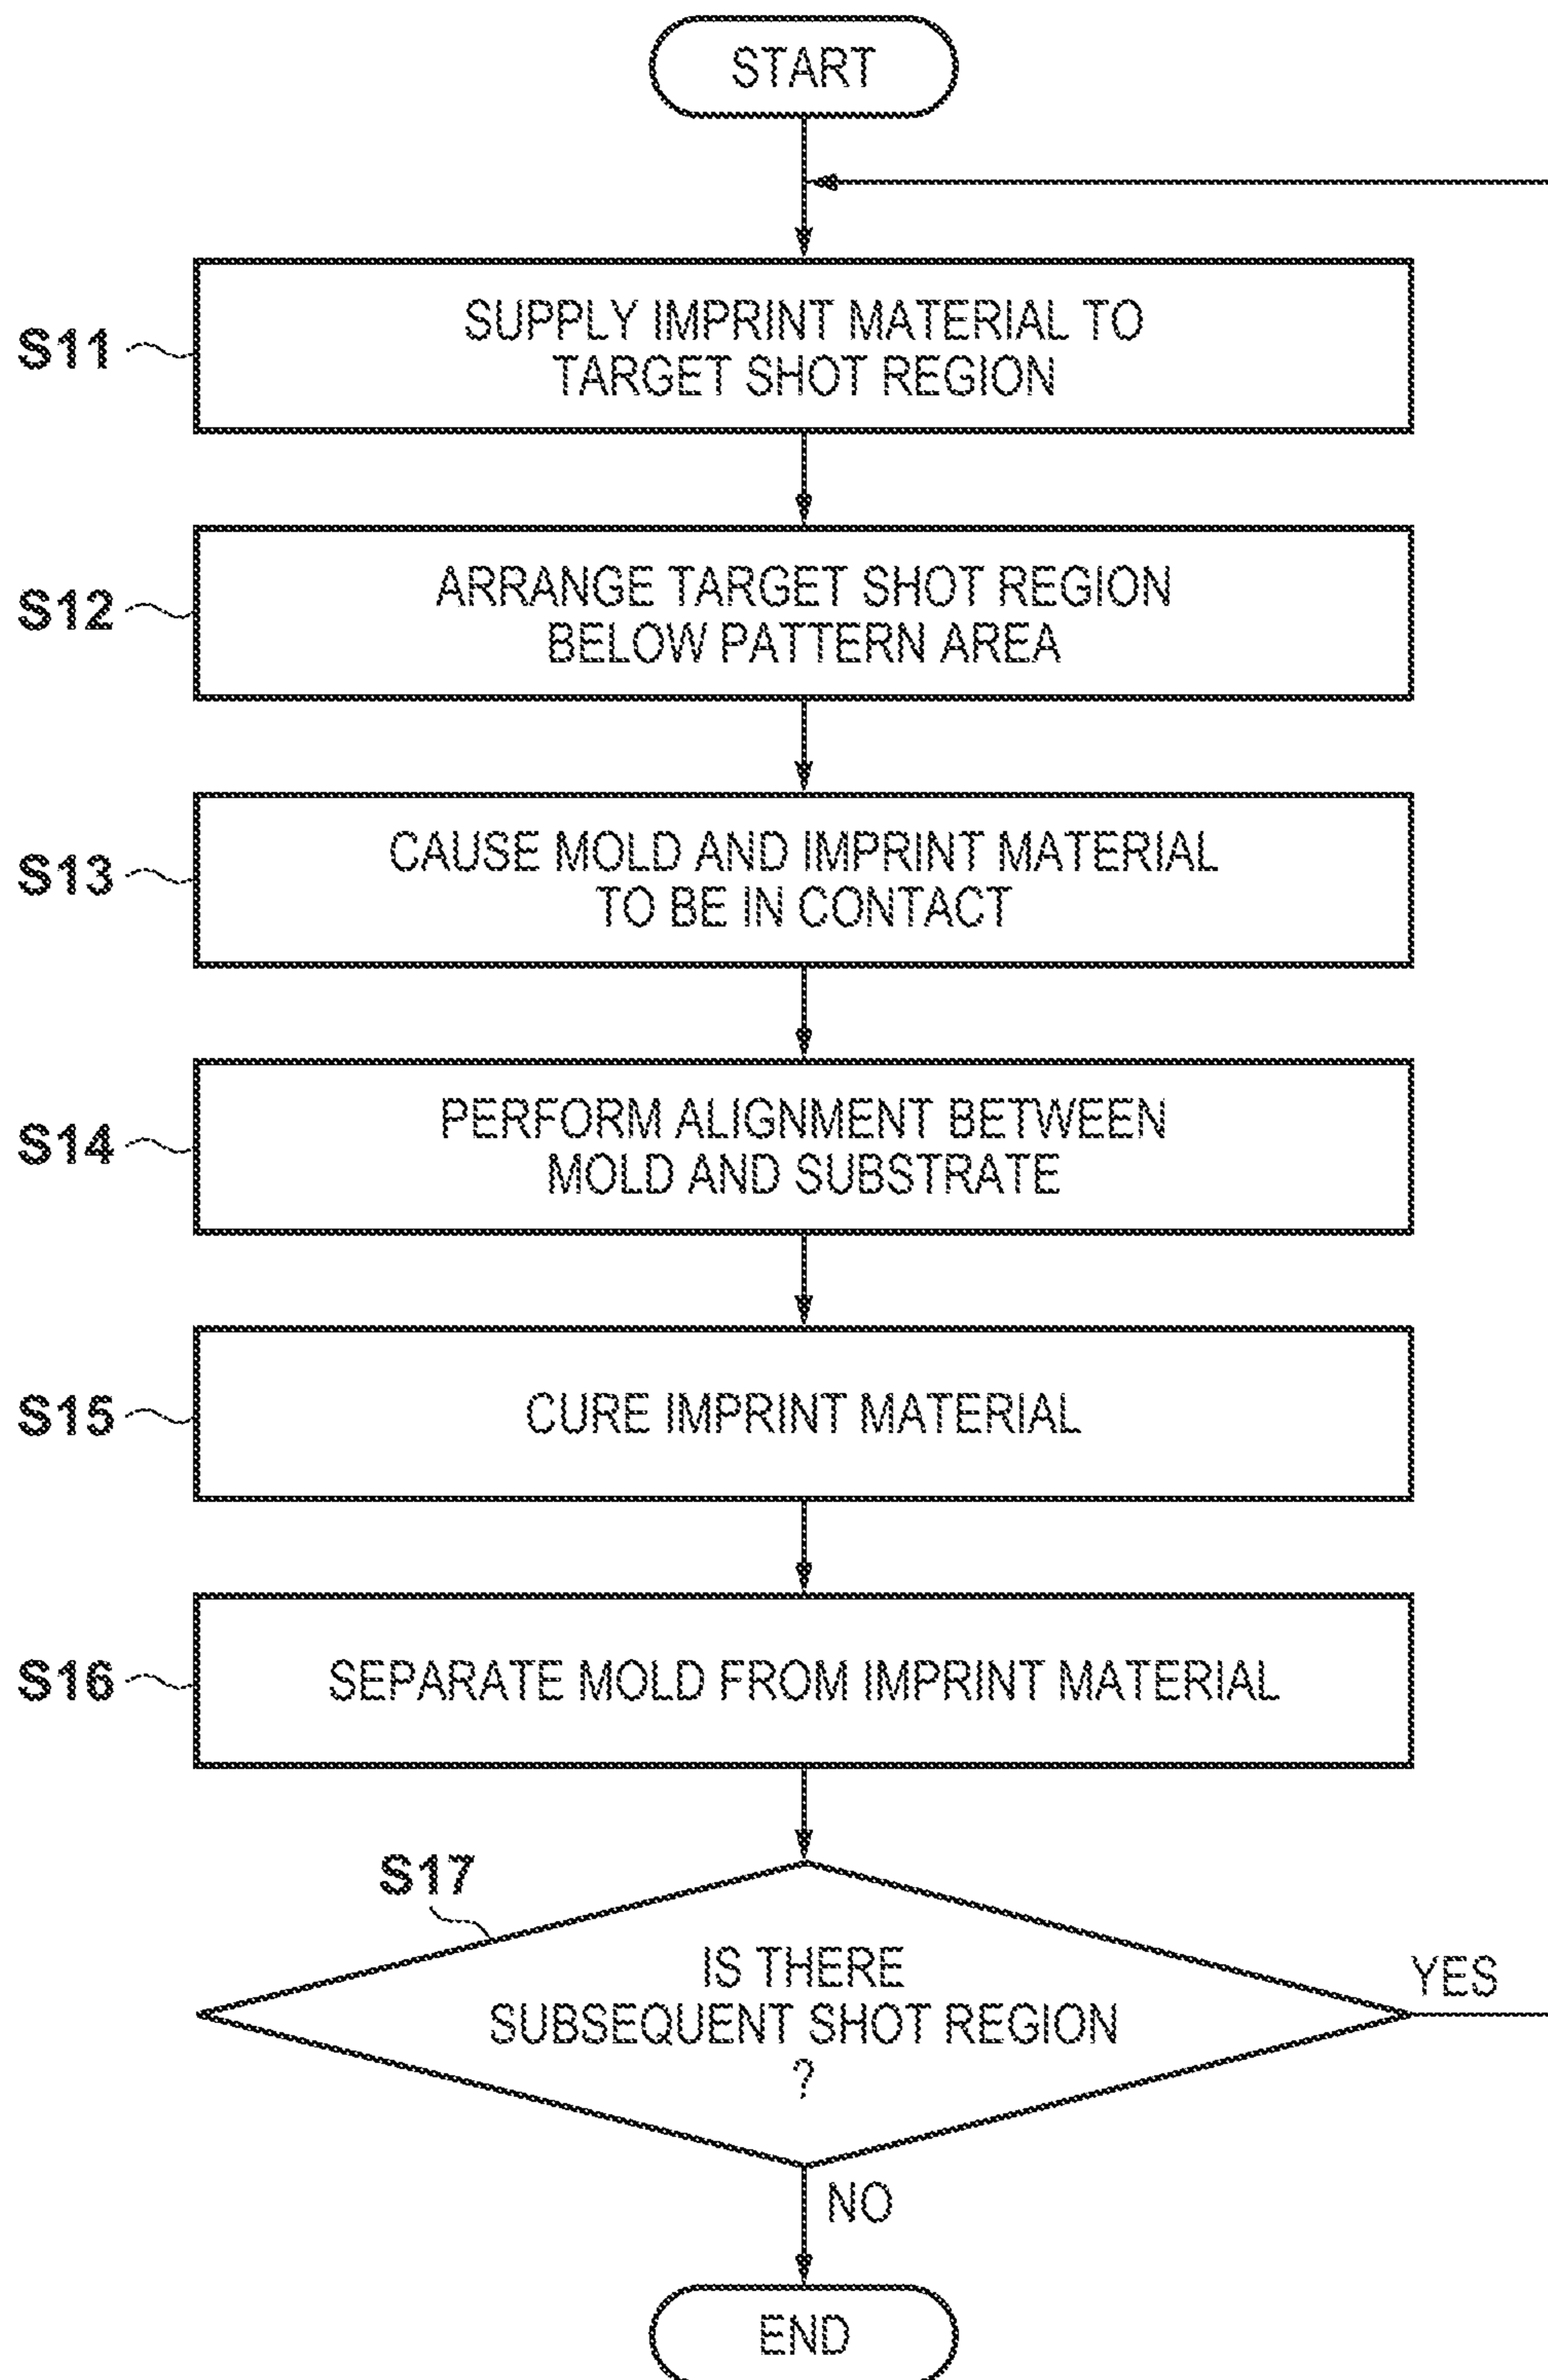 START
S11
SUPPLY IMPRINT MATERIAL TO
TARGET SHOT REGION
S12
ARRANGE TARGET SHOT REGION
BELOW PATTERN AREA
S13
CAUSE MOLD AND IMPRINT MATERIAL
TO BE IN CONTACT
S14
PERFORM ALIGNMENT BETWEEN
MOLD AND SUBSTRATE
S15
CURE IMPRINT MATERIAL
S16
SEPARATE MOLD FROM IMPRINT MATERIAL
S17
IS THERE
SUBSEQUENT SHOT REGION
?
YES
NO
END